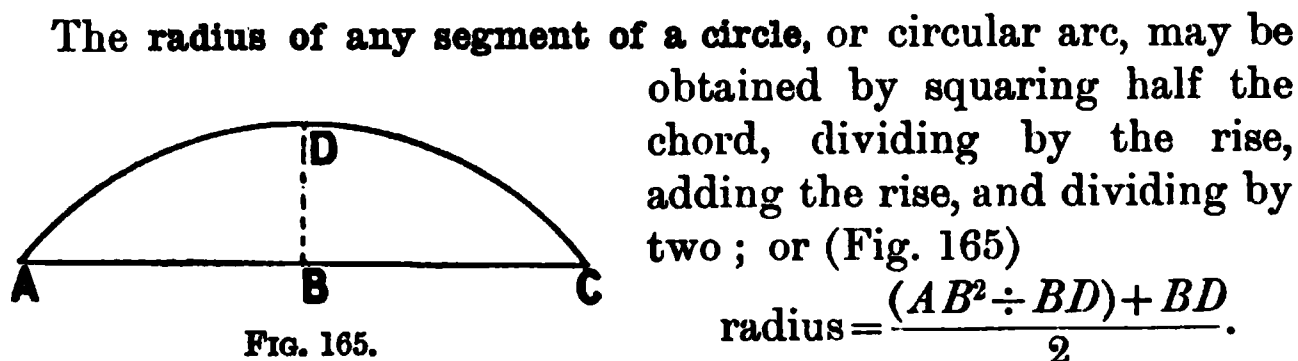 The radius of any segment of a circle, or circular arc, may be
obtained by squaring half the
chord, dividing by the rise,
adding the rise, and dividing by
two ; or (Fig. 165)
radius = (AB² ÷ BD) + BD / 2 .
D
A B C
FIG. 165.